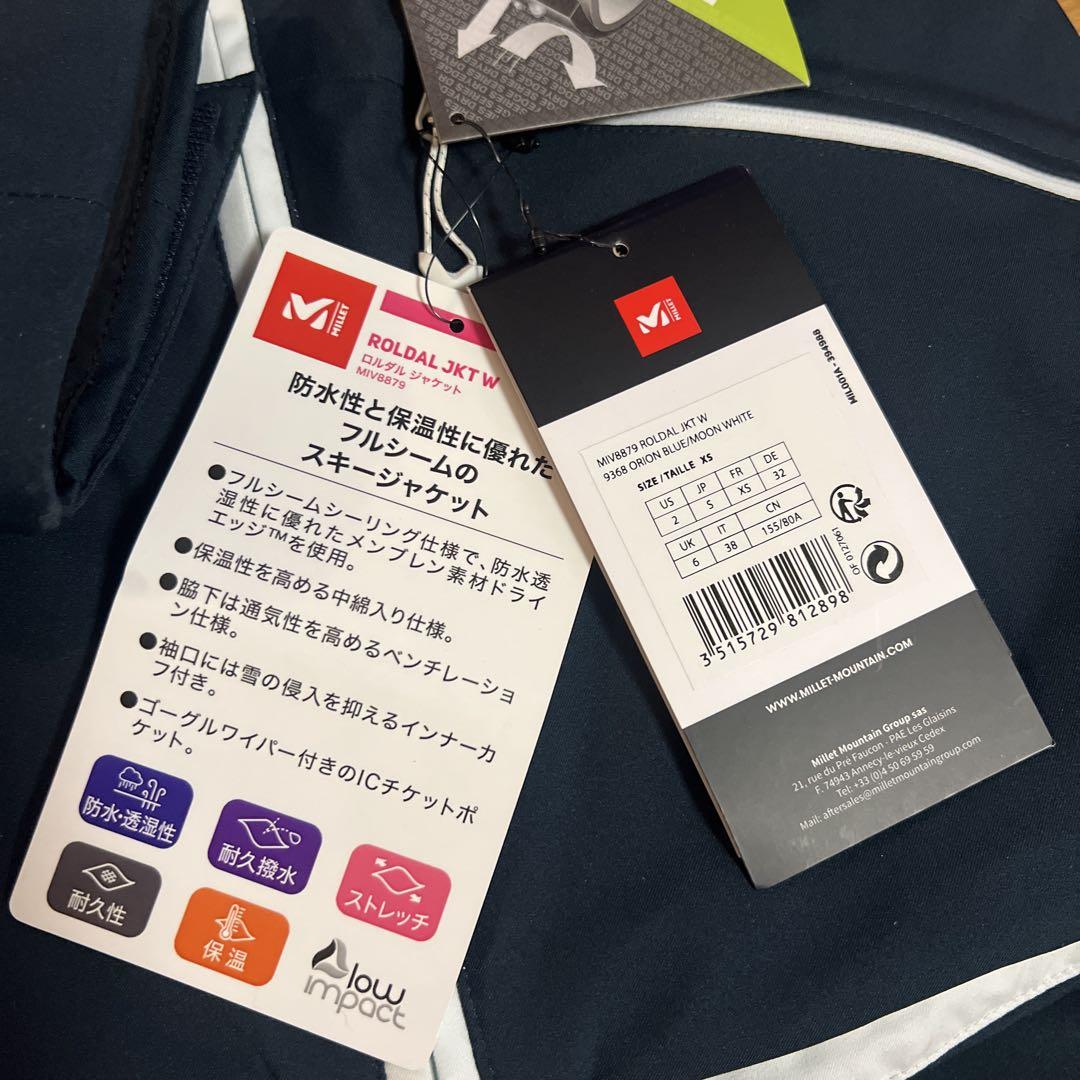 MILLET
ROLDAL JKT W
ロルダル ジャケット
MIV8879
防水性と保温性に優れた
フルシームの
スキージャケット
●フルシームシーリング仕様で、防水透
湿性に優れたメンブレン素材ドライ
エッジ™を使用。
●保温性を高める中綿入り仕様。
●脇下は通気性を高めるベンチレーショ
ン仕様。
●袖口には雪の侵入を抑えるインナーカ
フ付き。
●ゴーグルワイパー付きのICチケットポ
ケット。
防水・透湿性
耐久撥水
ストレッチ
耐久性
保温
low
impact
MILLET
MIL001A - 394988
MIV8879 ROLDAL JKT W
9368 ORION BLUE/MOON WHITE
SIZE / TAILLE XS
US JP FR DE
2 S XS 32
UK IT CN
6 38 155/80A
OF 012706
3 515729 812898
WWW.MILLET-MOUNTAIN.COM
Millet Mountain Group sas
21, rue du Pré Faucon - PAE Les Glaisins
F. 74943 Annecy-le-vieux Cedex
Tel: +33 (0)4 50 69 59 59
Mail: aftersales@milletmountaingroup.com